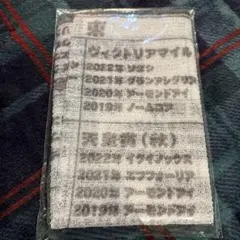 東
ヴィクトリアマイル
2022年 ソダシ
2021年 グランアレグリア
2020年 アーモンドアイ
2019年 ノームコア
天皇賞(秋)
2022年 イクイノックス
2021年 エフフォーリア
2020年 アーモンドアイ
2019年 アーモンドアイ